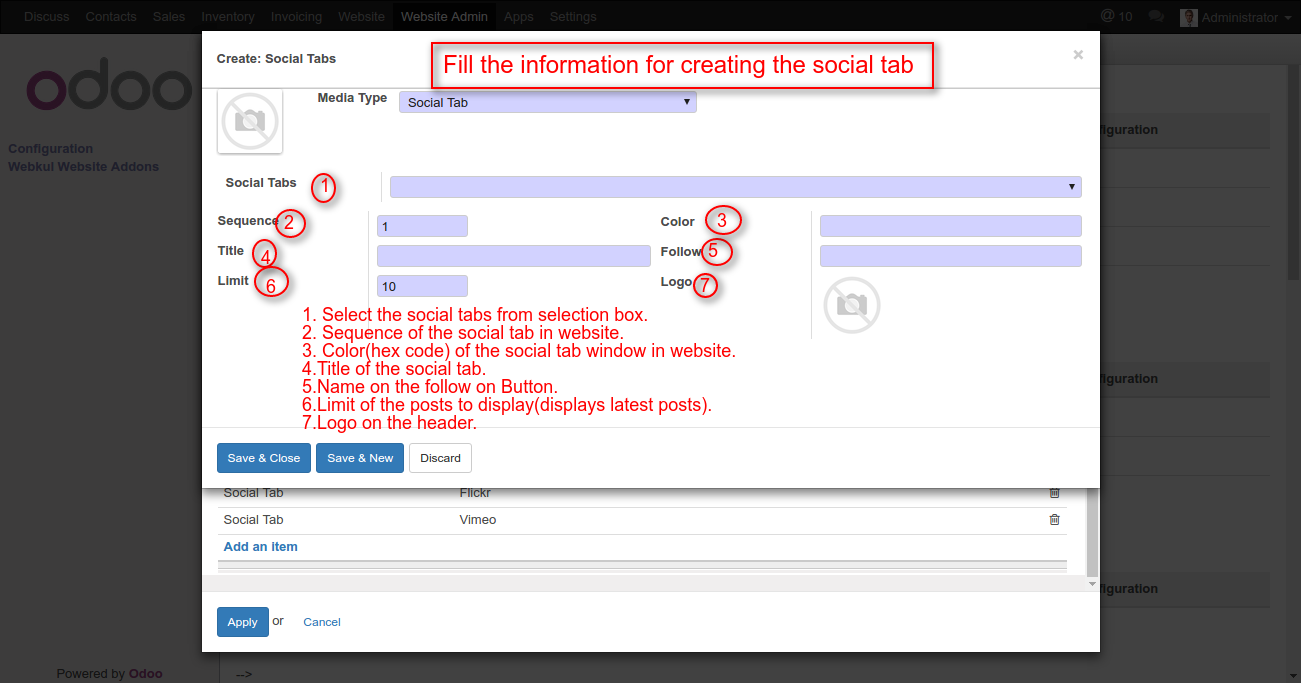 Discuss Contacts Sales Inventory Invoicing Website Website Admin Apps Settings @ 10 Administrator
Create: Social Tabs
Fill the information for creating the social tab
×
odoo
Media Type Social Tab
Configuration
Webkul Website Addons
figuration
Social Tabs 1
Sequence 2 1 Color 3
Title 4 Follow 5
Limit 6 10 Logo 7
1. Select the social tabs from selection box.
2. Sequence of the social tab in website.
3. Color(hex code) of the social tab window in website.
4.Title of the social tab.
5.Name on the follow on Button.
6.Limit of the posts to display(displays latest posts).
7.Logo on the header.
figuration
Save & Close Save & New Discard
Social Tab Flickr
Social Tab Vimeo
Add an item
figuration
Apply or Cancel
Powered by Odoo
-->